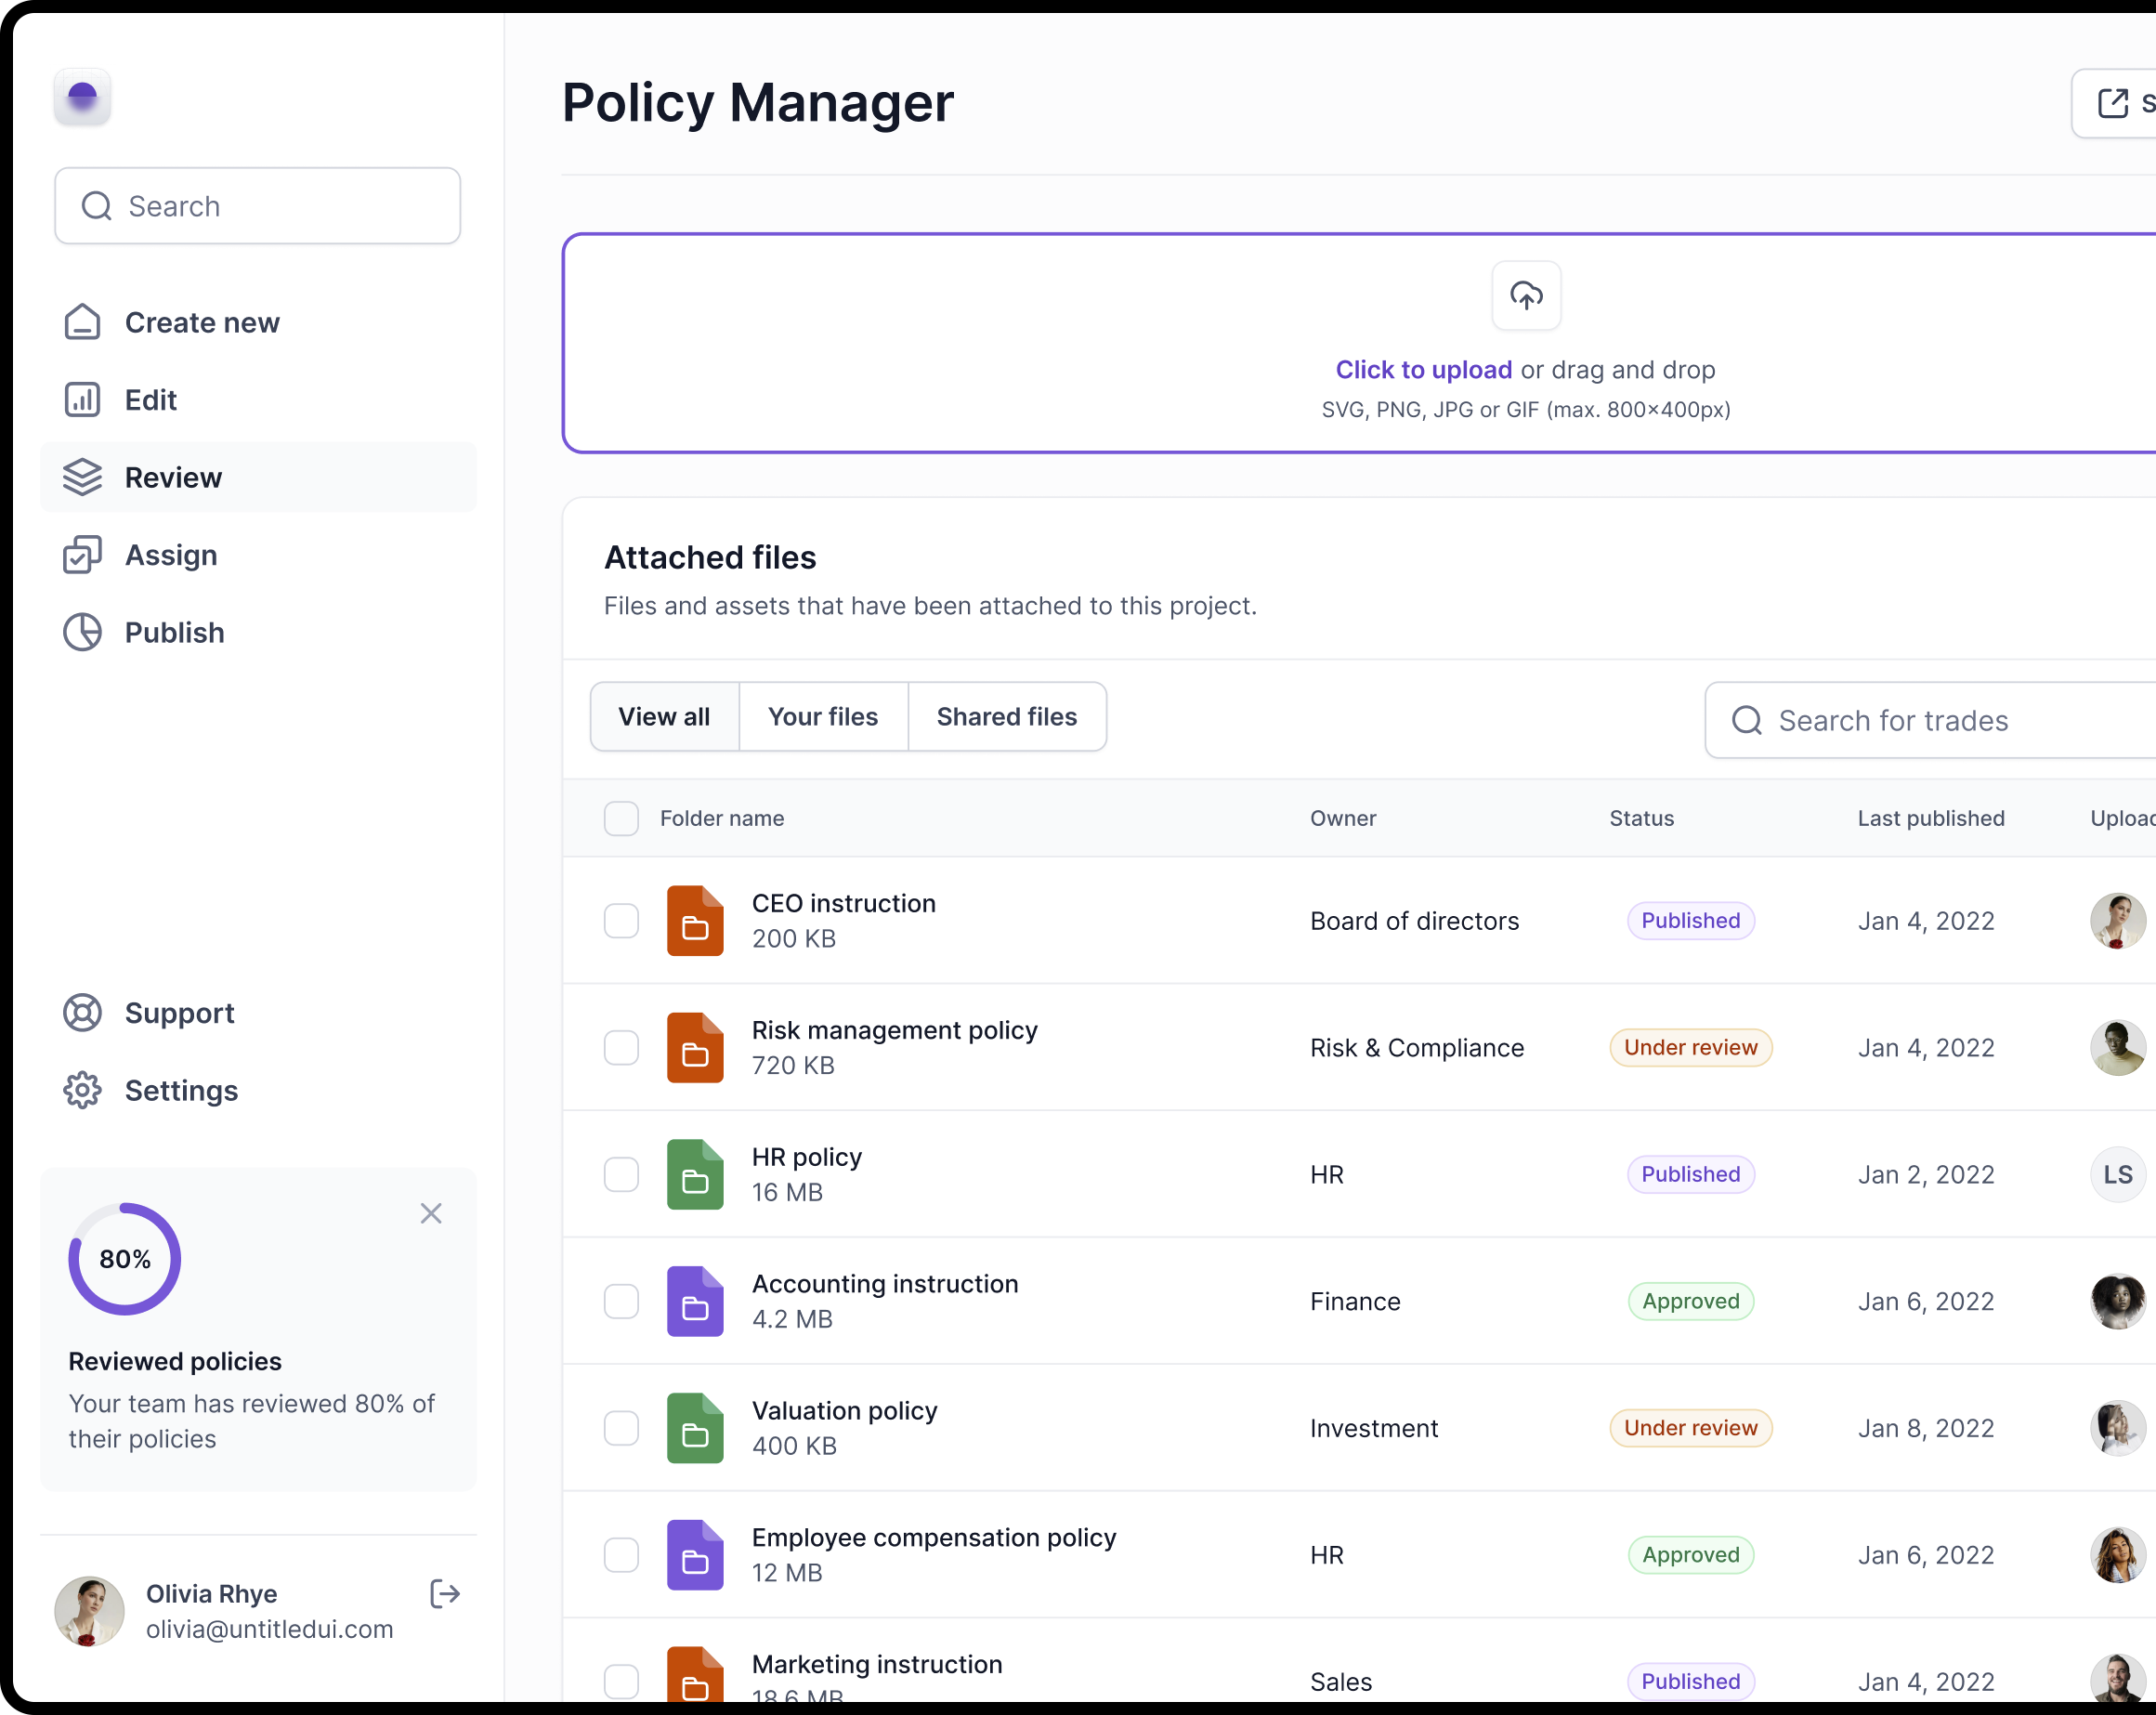 Policy Manager
Search
Create new
Edit
Review
Assign
Publish
Support
Settings
80%
Reviewed policies
Your team has reviewed 80% of
their policies
Olivia Rhye
olivia@untitledui.com
Click to upload or drag and drop
SVG, PNG, JPG or GIF (max. 800×400px)
Attached files
Files and assets that have been attached to this project.
View all Your files Shared files
Search for trades
Folder name Owner Status Last published
CEO instruction
200 KB
Board of directors Published Jan 4, 2022
Risk management policy
720 KB
Risk & Compliance Under review Jan 4, 2022
HR policy
16 MB
HR Published Jan 2, 2022 LS
Accounting instruction
4.2 MB
Finance Approved Jan 6, 2022
Valuation policy
400 KB
Investment Under review Jan 8, 2022
Employee compensation policy
12 MB
HR Approved Jan 6, 2022
Marketing instruction
18.6 MB
Sales Published Jan 4, 2022